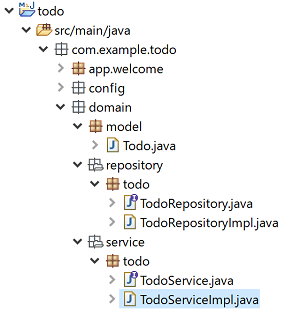 todo
src/main/java
com.example.todo
app.welcome
config
domain
model
Todo.java
repository
todo
TodoRepository.java
TodoRepositoryImpl.java
service
todo
TodoService.java
TodoServiceImpl.java